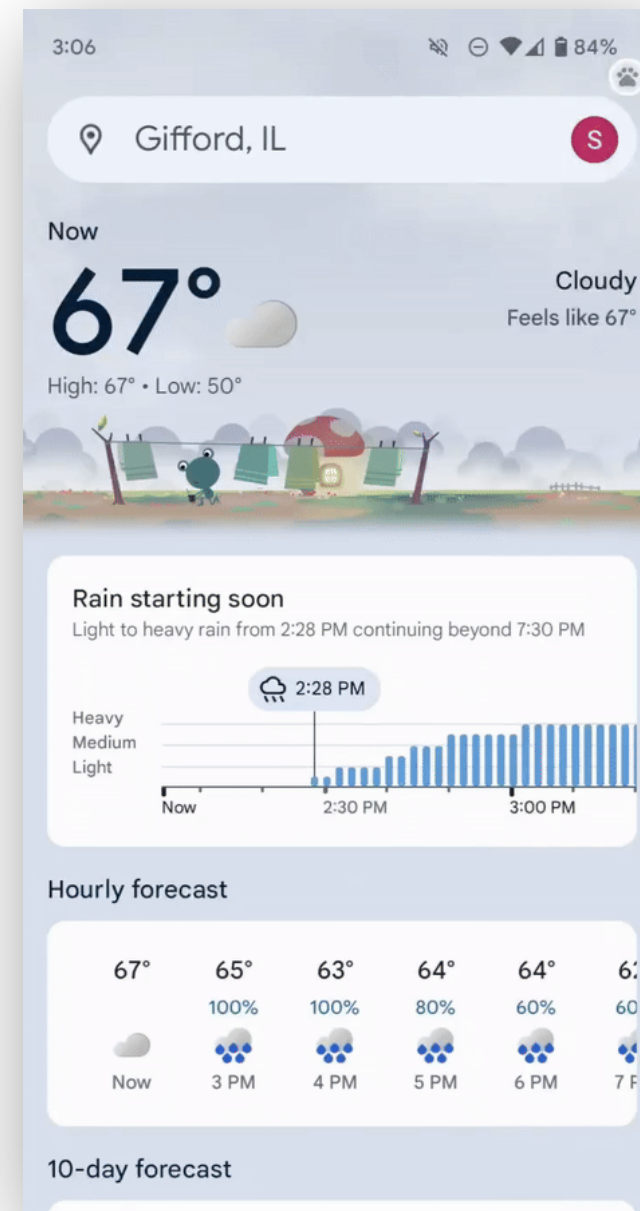 3:06 84%
Gifford, IL S
Now
67°
Cloudy
Feels like 67°
High: 67° • Low: 50°
Rain starting soon
Light to heavy rain from 2:28 PM continuing beyond 7:30 PM
2:28 PM
Heavy
Medium
Light
Now 2:30 PM 3:00 PM
Hourly forecast
67° 65° 63° 64° 64°
100% 100% 80% 60% 60
Now 3 PM 4 PM 5 PM 6 PM 7
10-day forecast